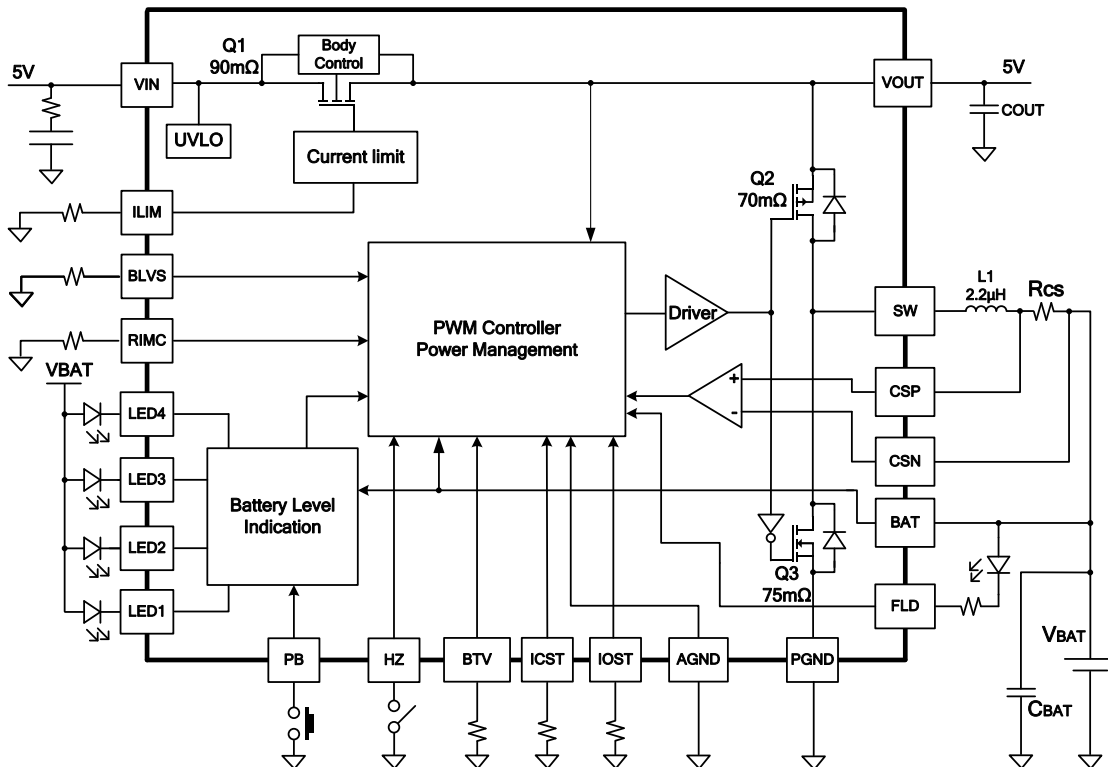 Q1
90mΩ
Body
Control
5V
VIN
VOUT
5V
UVLO
COUT
Current limit
Q2
70mΩ
ILIM
BLVS
L1
2.2µH
RCS
SW
Driver
PWM Controller
Power Management
RIMC
VBAT
+
CSP
LED4
-
CSN
LED3
Battery Level
Indication
BAT
LED2
Q3
75mΩ
LED1
FLD
VBAT
PB
HZ
BTV
ICST
IOST
AGND
PGND
CBAT